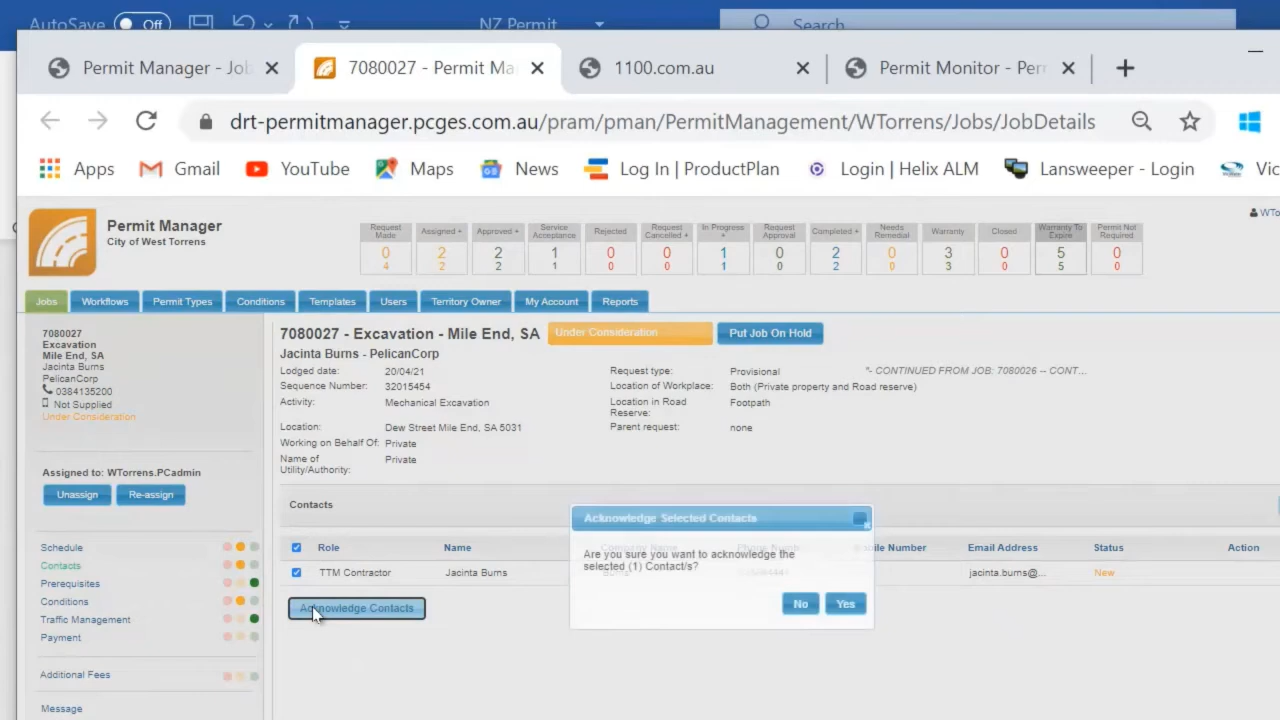 AutoSave Off NZ Permit Search
Permit Manager - Job 7080027 - Permit Ma 1100.com.au Permit Monitor - Per
drt-permitmanager.pcges.com.au/pram/pman/PermitManagement/WTorrens/Jobs/JobDetails
Apps Gmail YouTube Maps News Log In | ProductPlan Login | Helix ALM Lansweeper - Login Vic
Permit Manager
City of West Torrens
WTo
Request Made 0 4
Assigned + 2 2
Approved + 2 2
Service Acceptance 1 1
Rejected 0 0
Request Cancelled + 0 0
In Progress + 1 1
Request Approval 0 0
Completed + 2 2
Needs Remedial 0 0
Warranty 3 3
Closed 0 0
Warranty To Expire 5 5
Permit Not Required 0 0
Jobs Workflows Permit Types Conditions Templates Users Territory Owner My Account Reports
7080027
Excavation
Mile End, SA
Jacinta Burns
PelicanCorp
0384135200
Not Supplied
Under Consideration
Assigned to: WTorrens.PCadmin
Unassign Re-assign
Schedule
Contacts
Prerequisites
Conditions
Traffic Management
Payment
Additional Fees
Message
7080027 - Excavation - Mile End, SA Under Consideration Put Job On Hold
Jacinta Burns - PelicanCorp
Lodged date: 20/04/21 Request type: Provisional *- CONTINUED FROM JOB: 7080026 -- CONT...
Sequence Number: 32015454 Location of Workplace: Both (Private property and Road reserve)
Activity: Mechanical Excavation Location in Road Reserve: Footpath
Location: Dew Street Mile End, SA 5031 Parent request: none
Working on Behalf Of: Private
Name of Utility/Authority: Private
Contacts
Role Name Company Name Phone Numb bile Number Email Address Status Action
TTM Contractor Jacinta Burns jacinta.burns@... New
Acknowledge Contacts
Acknowledge Selected Contacts
Are you sure you want to acknowledge the
selected (1) Contact/s?
No Yes